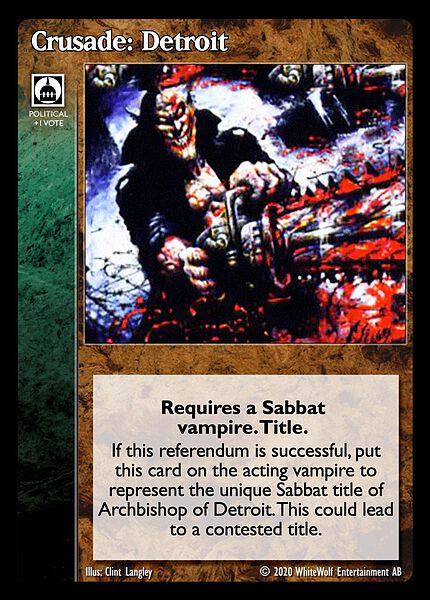 Crusade: Detroit
POLITICAL
+1 VOTE
Requires a Sabbat
vampire. Title.
If this referendum is successful, put
this card on the acting vampire to
represent the unique Sabbat title of
Archbishop of Detroit. This could lead
to a contested title.
Illus: Clint Langley
© 2020 WhiteWolf Entertainment AB